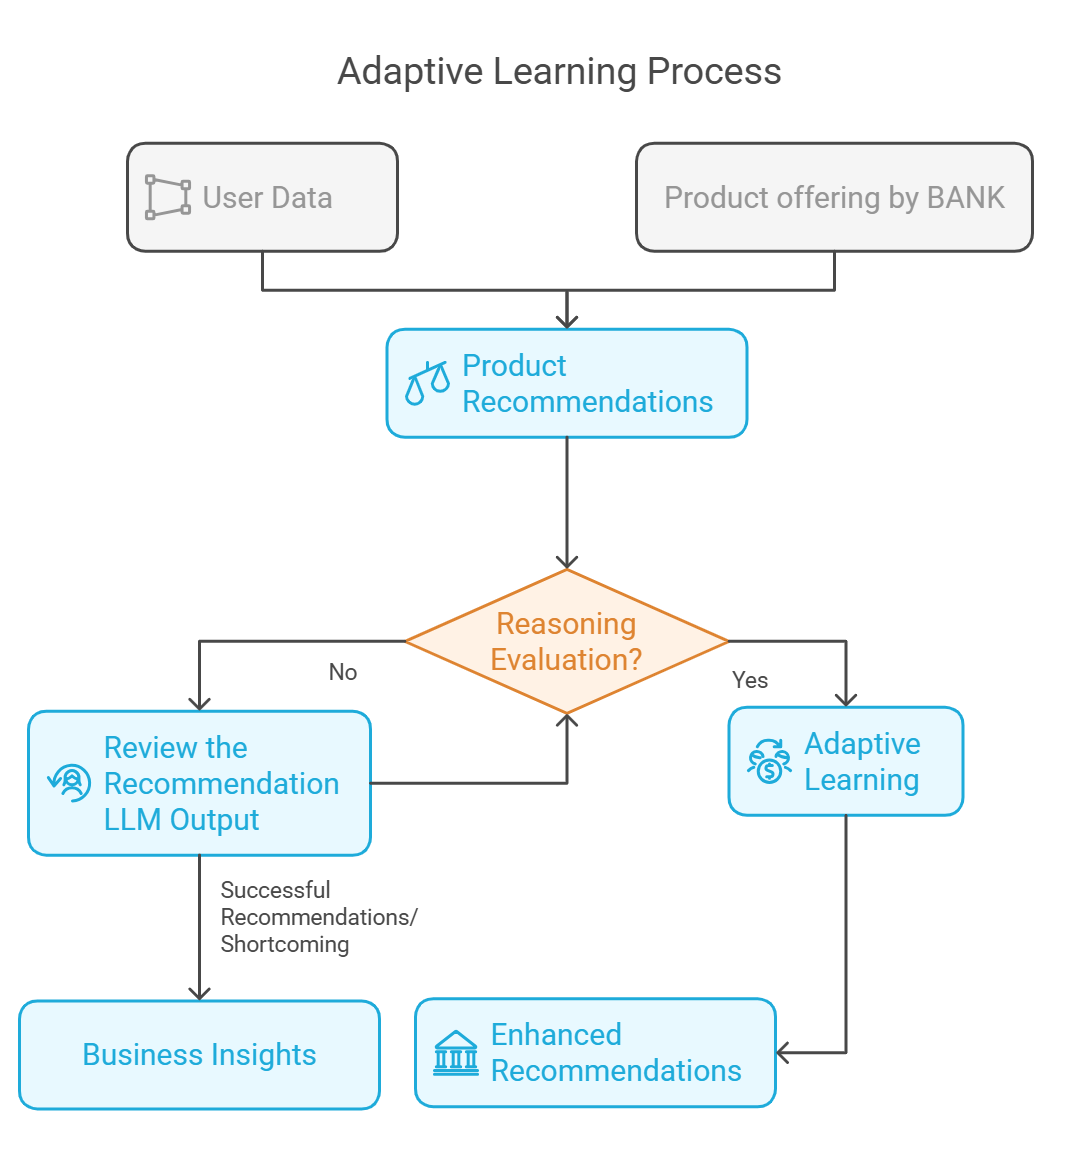 Adaptive Learning Process
User Data
Product offering by BANK
Product
Recommendations
Reasoning
Evaluation?
No
Yes
Review the
Recommendation
LLM Output
Adaptive
Learning
Successful
Recommendations/
Shortcoming
Business Insights
Enhanced
Recommendations